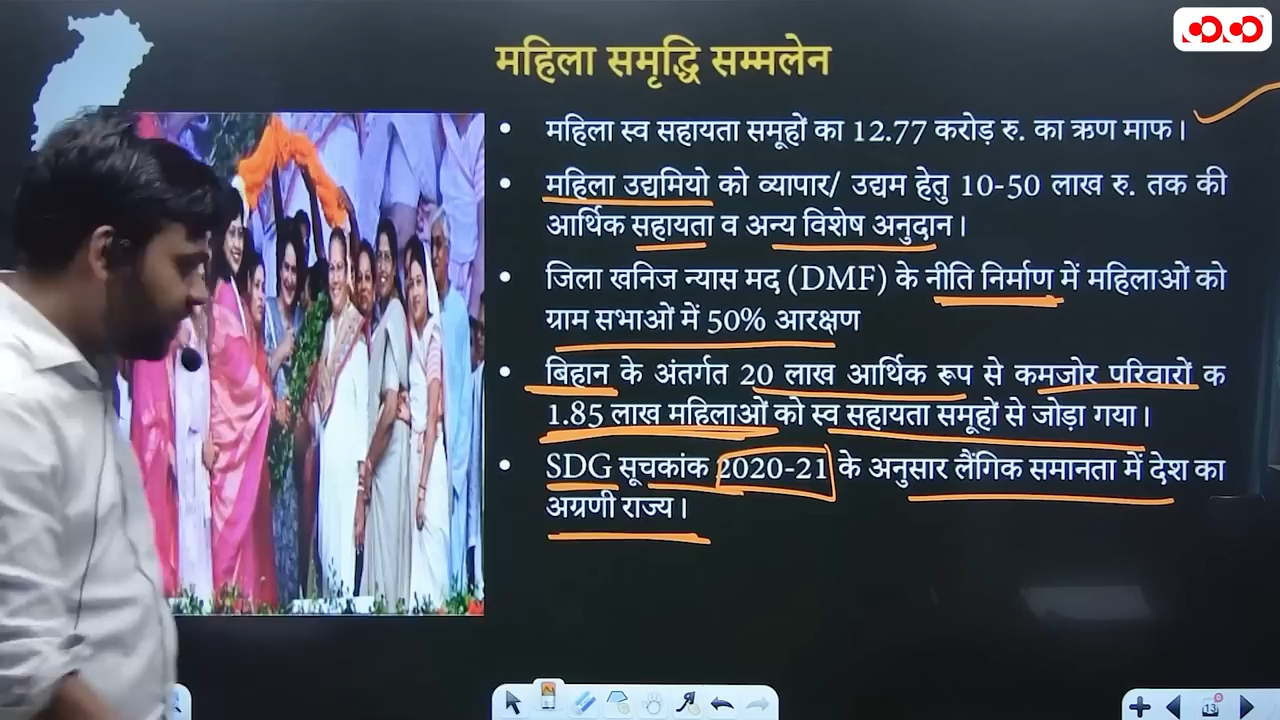 महिला समृद्धि सम्मलेन
• महिला स्व सहायता समूहों का 12.77 करोड़ रु. का ऋण माफ।
• महिला उद्यमियो को व्यापार/ उद्यम हेतु 10-50 लाख रु. तक की
आर्थिक सहायता व अन्य विशेष अनुदान।
• जिला खनिज न्यास मद (DMF) के नीति निर्माण में महिलाओं को
ग्राम सभाओं में 50% आरक्षण
• बिहान के अंतर्गत 20 लाख आर्थिक रूप से कमजोर परिवारों क
1.85 लाख महिलाओं को स्व सहायता समूहों से जोड़ा गया।
• SDG सूचकांक 2020-21 के अनुसार लैंगिक समानता में देश का
अग्रणी राज्य।
13